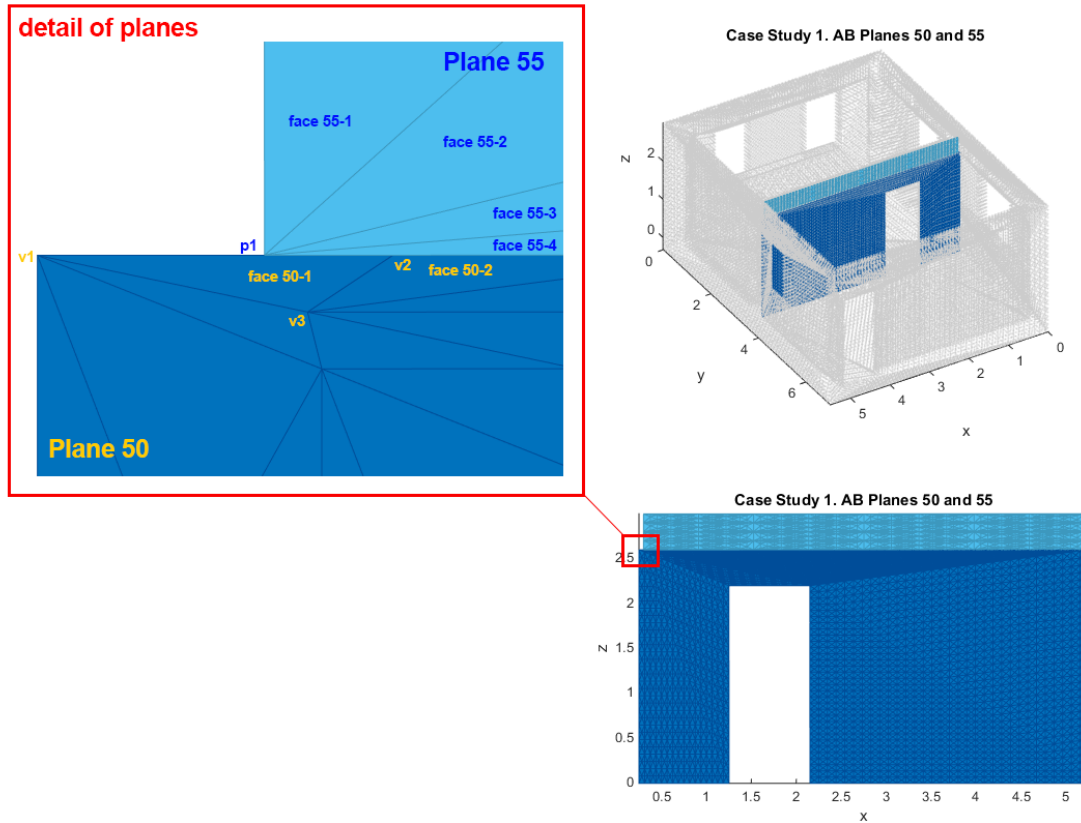 detail of planes
Plane 55
face 55-1
face 55-2
face 55-3
face 55-4
p1
v1
face 50-1
v2
face 50-2
v3
Plane 50
Case Study 1. AB Planes 50 and 55
z
2
1
0
0
2
4
6
y
5
4
3
2
1
0
x
Case Study 1. AB Planes 50 and 55
2.5
2
1.5
1
0.5
0
z
0.5
1
1.5
2
2.5
3
3.5
4
4.5
5
x